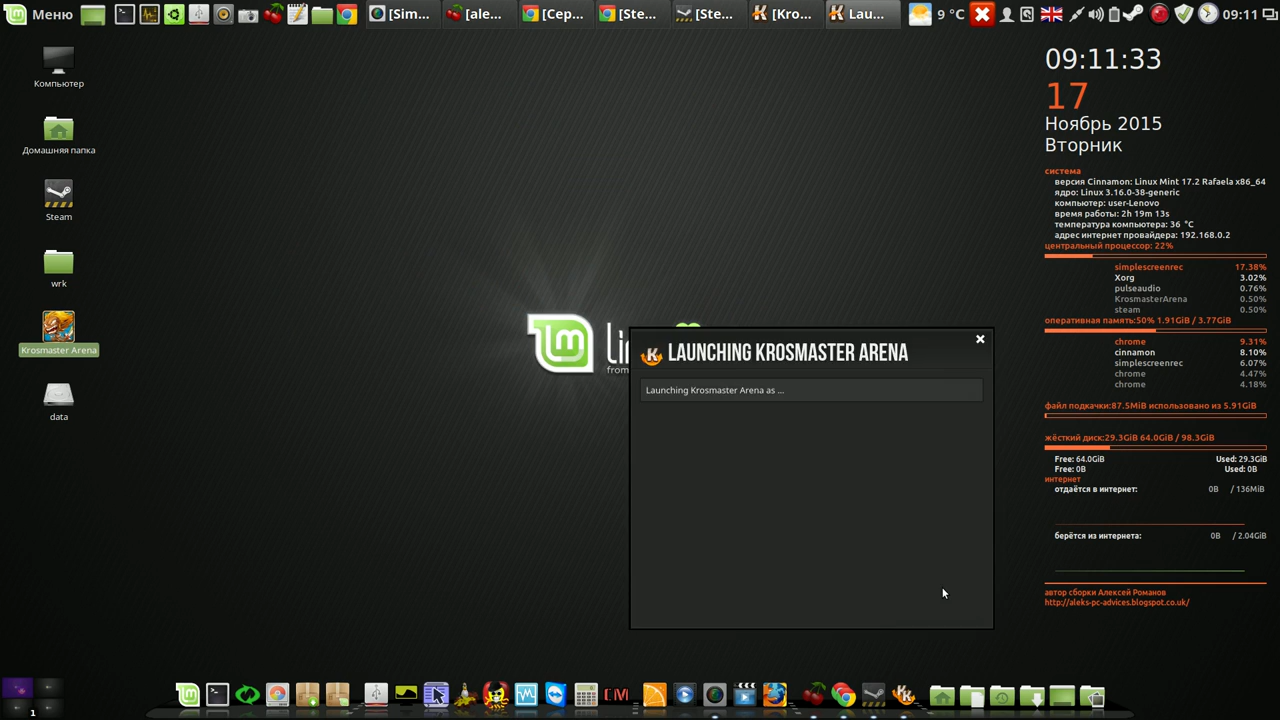 Меню
[Sim...
[ale...
[Сер...
[Ste...
[Ste...
[Kro...
Lau...
9 °C
09:11
Компьютер
Домашняя папка
Steam
wrk
Krosmaster Arena
data
09:11:33
17
Ноябрь 2015
Вторник
система
версия Cinnamon: Linux Mint 17.2 Rafaela x86_64
ядро: Linux 3.16.0-38-generic
компьютер: user-Lenovo
время работы: 2h 19m 13s
температура компьютера: 36 °C
адрес интернет провайдера: 192.168.0.2
центральный процессор: 22%
simplescreenrec 17.38%
Xorg 3.02%
pulseaudio 0.76%
KrosmasterArena 0.50%
steam 0.50%
оперативная память:50% 1.91GiB / 3.77GiB
chrome 9.31%
cinnamon 8.10%
simplescreenrec 6.07%
chrome 4.47%
chrome 4.18%
файл подкачки:87.5MiB использовано из 5.91GiB
жёсткий диск:29.3GiB 64.0GiB / 98.3GiB
Free: 64.0GiB Used: 29.3GiB
Free: 0B Used: 0B
интернет
отдаётся в интернет: 0B / 136MiB
берётся из интернета: 0B / 2.04GiB
автор сборки Алексей Романов
http://aleks-pc-advices.blogspot.co.uk/
li
from
LAUNCHING KROSMASTER ARENA
Launching Krosmaster Arena as ...
1